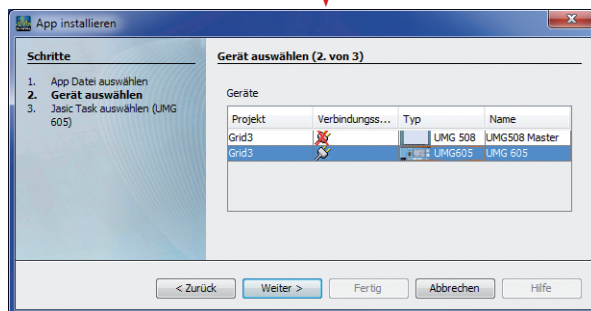 App installieren
Schritte
1. App Datei auswählen
2. Gerät auswählen
3. Jasic Task auswählen (UMG
605)
Gerät auswählen (2. von 3)
Geräte
Projekt Verbindungss... Typ Name
Grid3 UMG 508 UMG508 Master
Grid3 UMG605 UMG 605
< Zurück Weiter > Fertig Abbrechen Hilfe